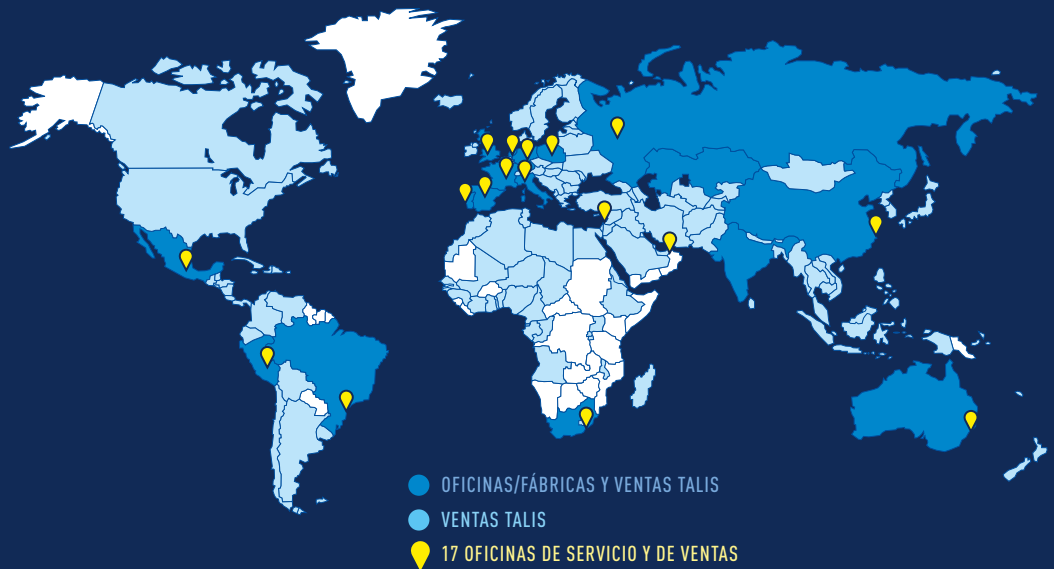 OFICINAS/FÁBRICAS Y VENTAS TALIS
VENTAS TALIS
17 OFICINAS DE SERVICIO Y DE VENTAS